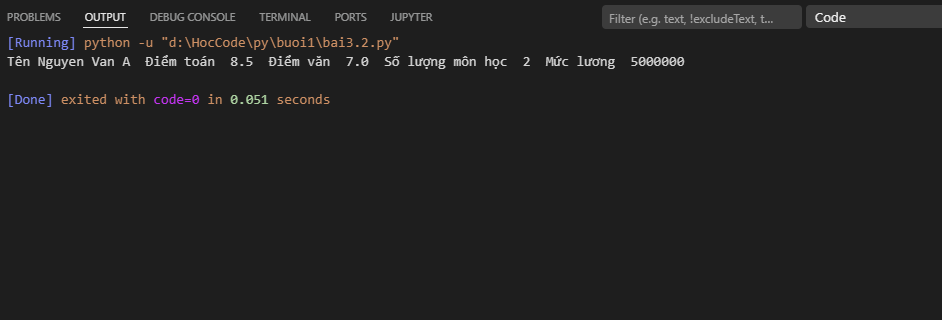 PROBLEMS OUTPUT DEBUG CONSOLE TERMINAL PORTS JUPYTER Filter (e.g. text, !excludeText, t... Code
[Running] python -u "d:\HocCode\py\buoi1\bai3.2.py"
Tên Nguyen Van A  Điểm toán  8.5  Điểm văn  7.0  Số lượng môn học  2  Mức lương  5000000
[Done] exited with code=0 in 0.051 seconds